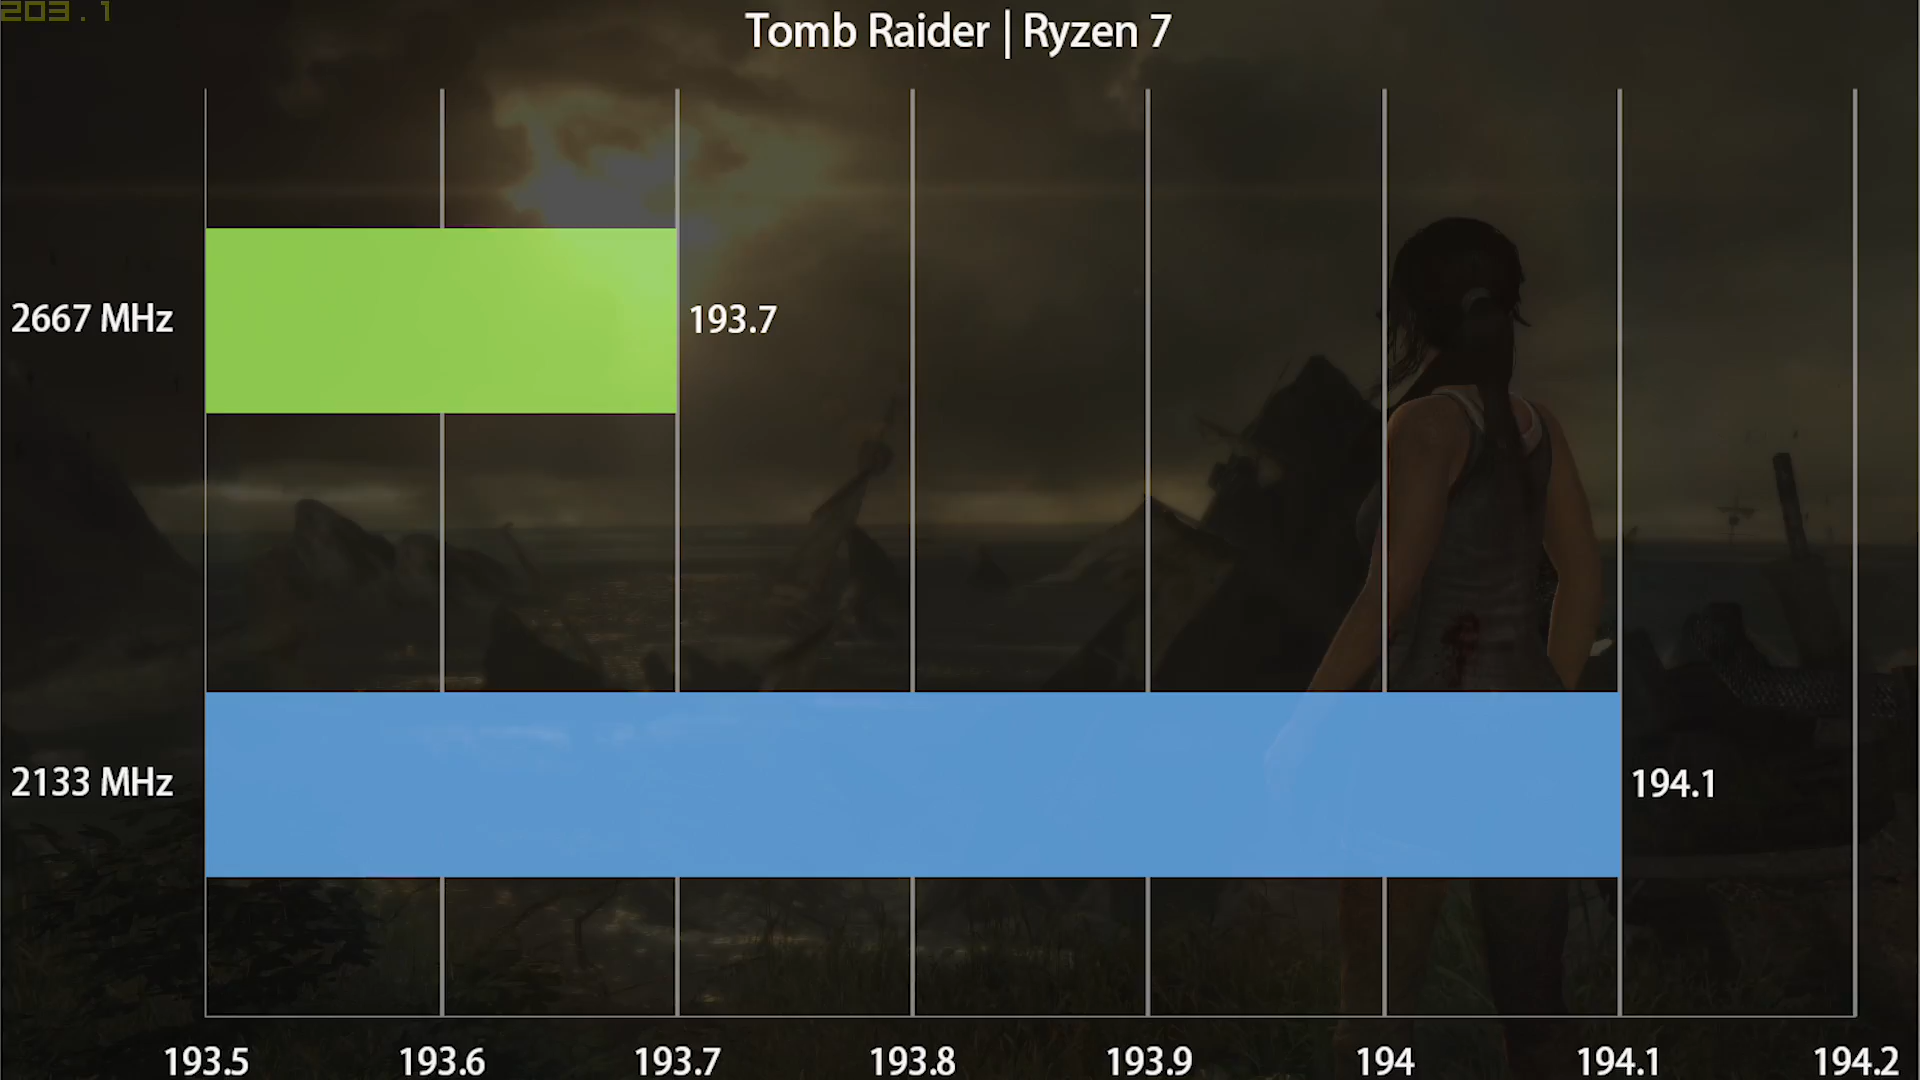 203.1
Tomb Raider | Ryzen 7
2667 MHz
193.7
2133 MHz
194.1
193.5 193.6 193.7 193.8 193.9 194 194.1 194.2